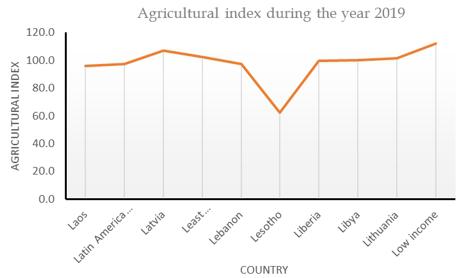 Agricultural index during the year 2019
120.0
100.0
80.0
60.0
40.0
20.0
0.0
AGRICULTURAL INDEX
Laos
Latin America...
Latvia
Least...
Lebanon
Lesotho
Liberia
Libya
Lithuania
Low income
COUNTRY